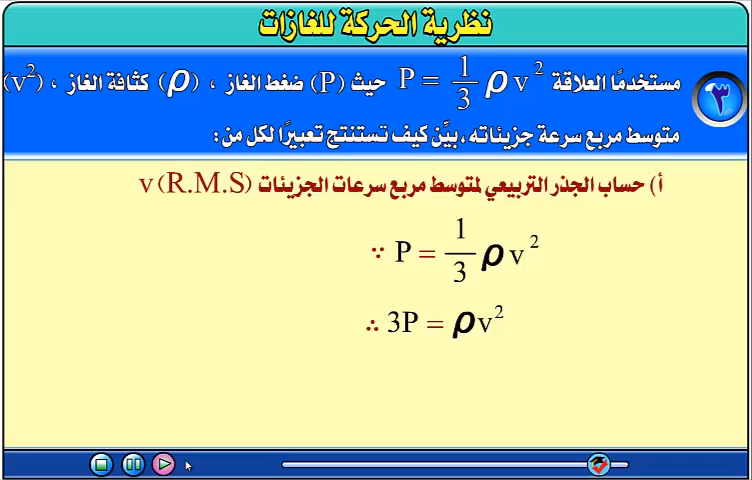 نظرية الحركة للغازات
٣
مستخدمًا العلاقة P = 1/3 ρ v² حيث (P) ضغط الغاز ، (ρ) كثافة الغاز ، (v²)
متوسط مربع سرعة جزيئاته ، بيِّن كيف تستنتج تعبيرًا لكل من :
أ) حساب الجذر التربيعي لمتوسط مربع سرعات الجزيئات v (R.M.S)
∵ P = 1/3 ρ v²
∴ 3P = ρv²